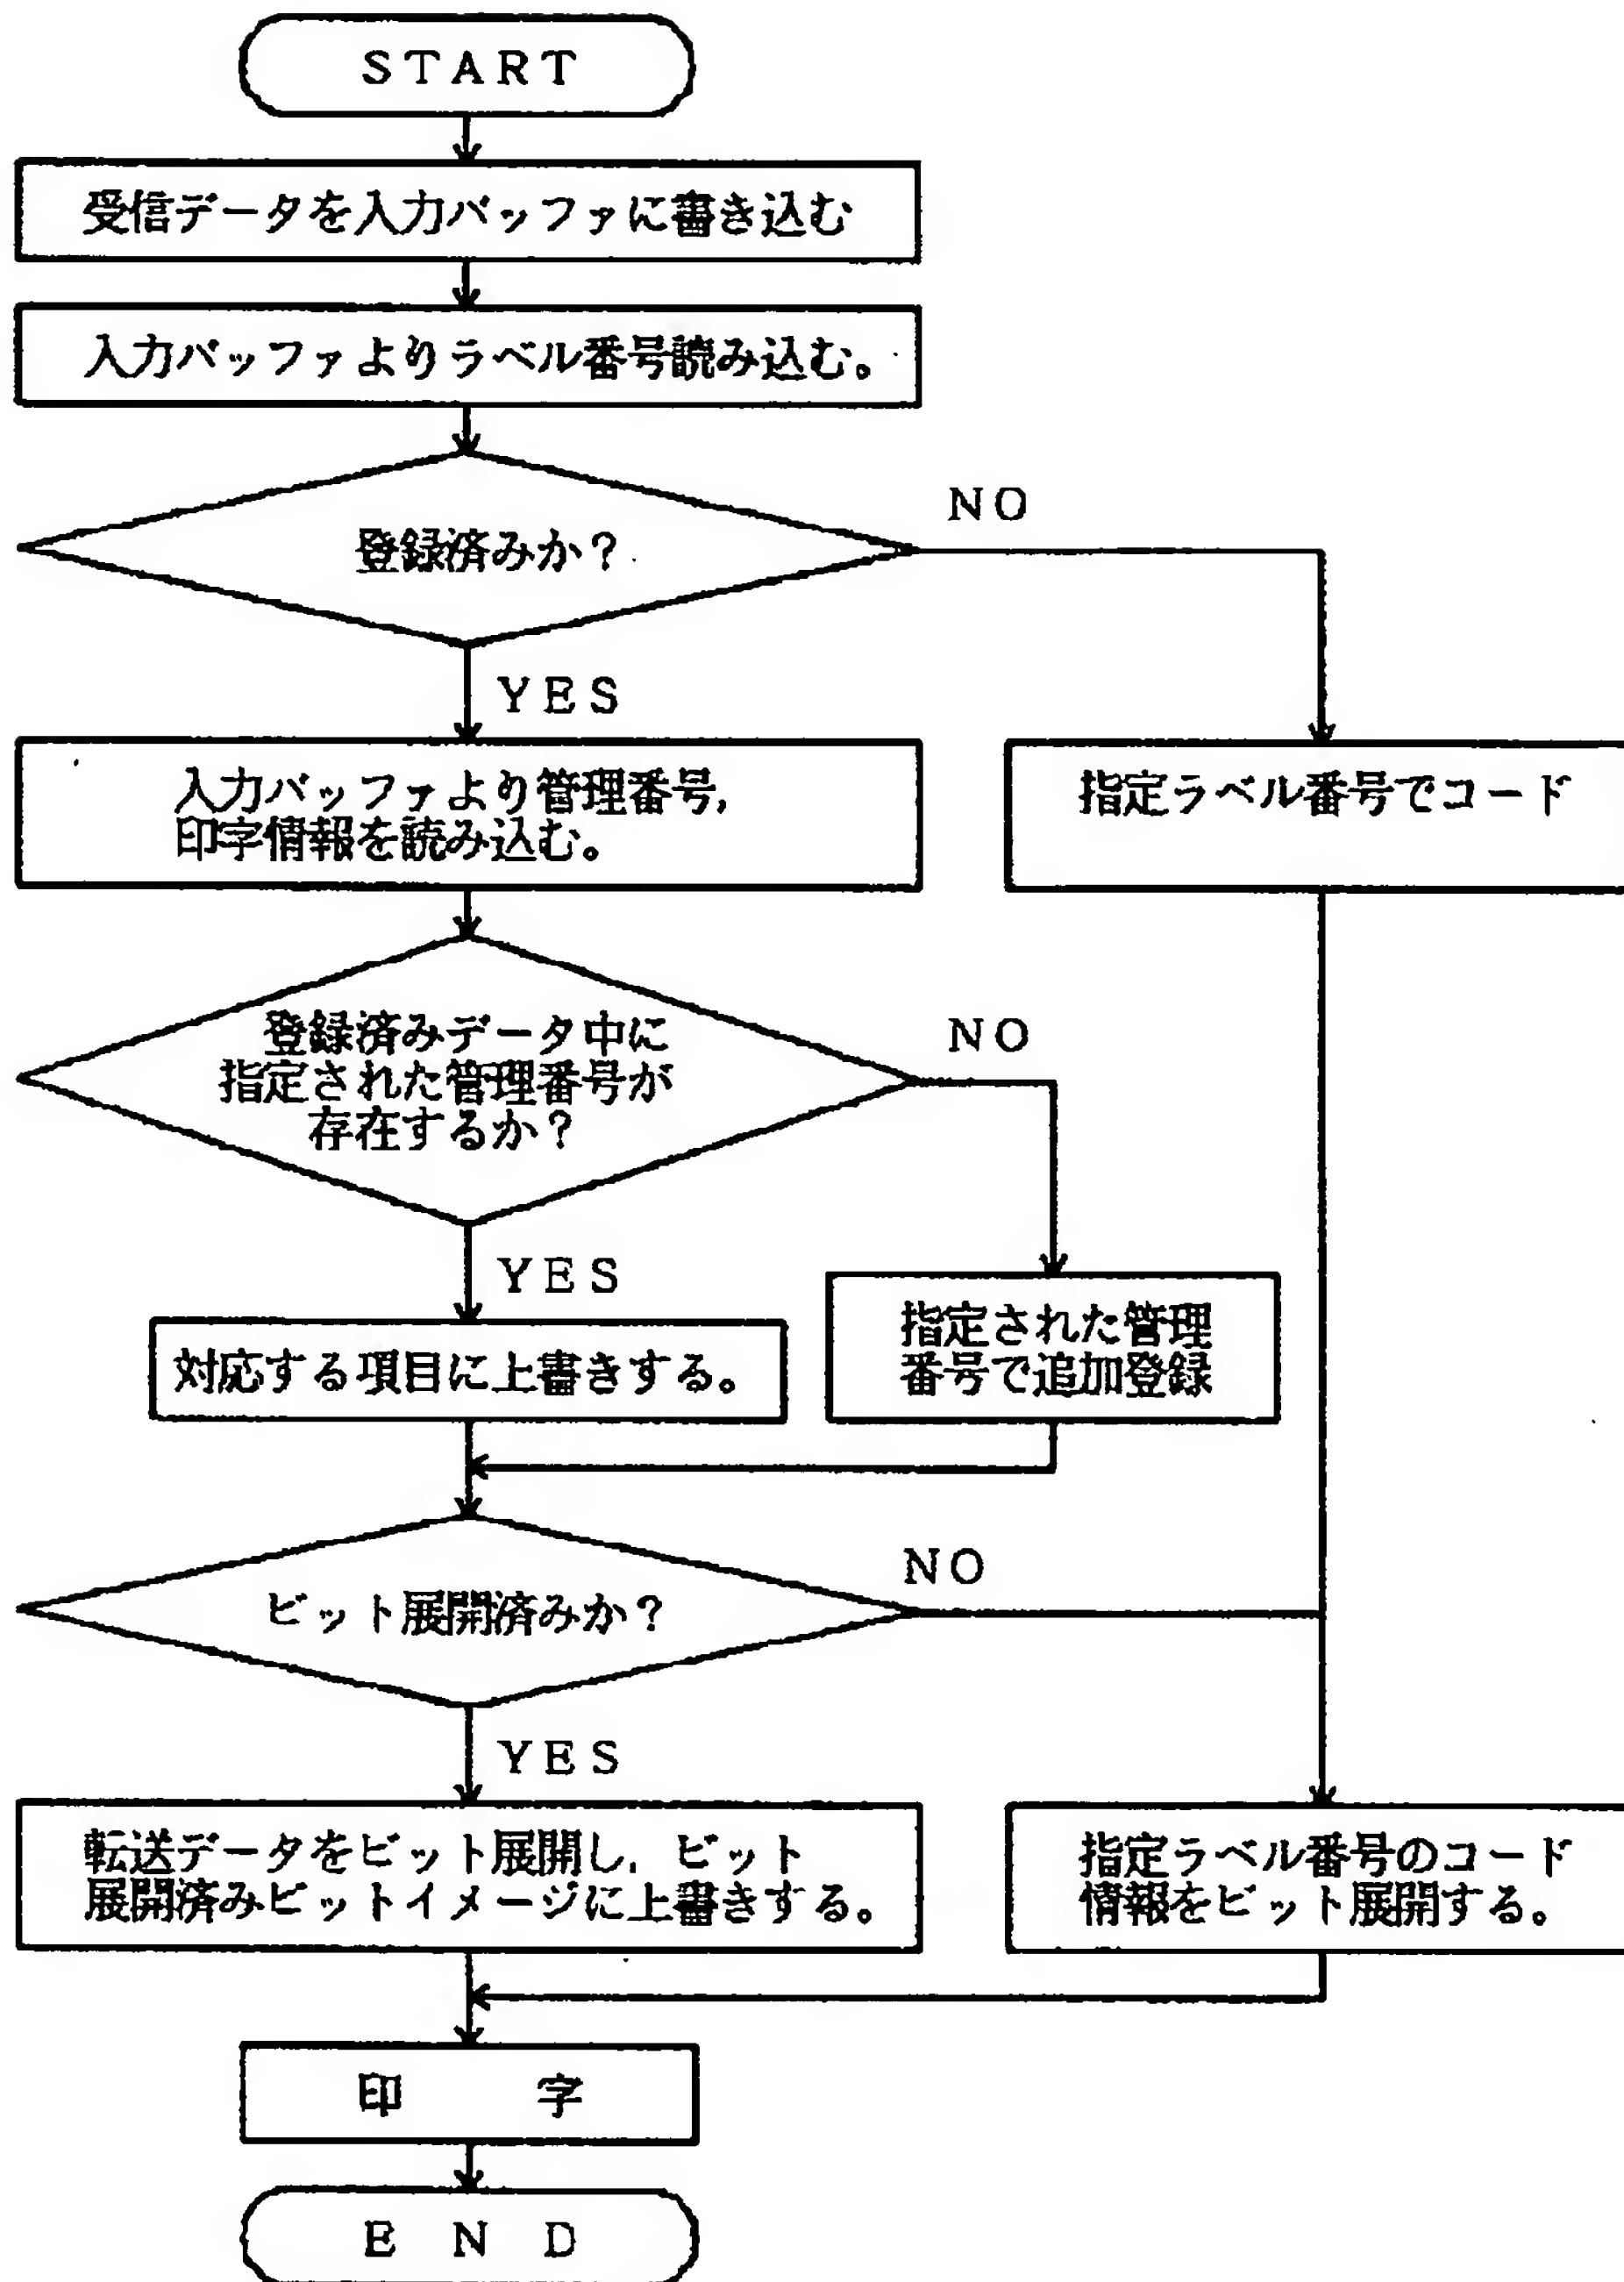 START
受信データを入力バッファに書き込む
入力バッファよりラベル番号読み込む。
登録済みか？
NO
YES
入力バッファより管理番号,
印字情報を読み込む。
指定ラベル番号でコード
登録済みデータ中に
指定された管理番号が
存在するか？
NO
YES
対応する項目に上書きする。
指定された管理
番号で追加登録
ビット展開済みか？
NO
YES
転送データをビット展開し, ビット
展開済みビットイメージに上書きする。
指定ラベル番号のコード
情報をビット展開する。
印 字
END